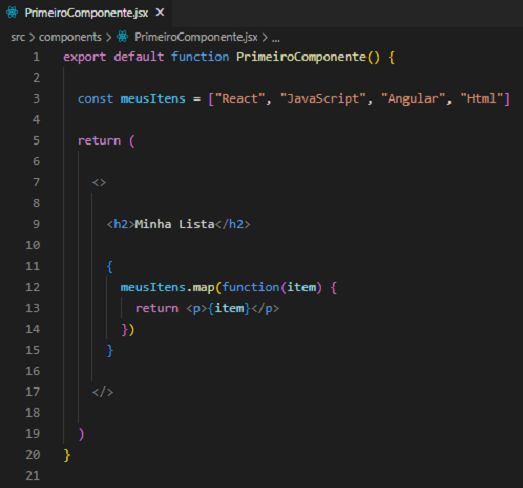 PrimeiroComponente.jsx ×
src > components > PrimeiroComponente.jsx > ...
1 export default function PrimeiroComponente() {
2
3 const meusItens = ["React", "JavaScript", "Angular", "Html"]
4
5 return (
6
7 <>
8
9 <h2>Minha Lista</h2>
10
11 {
12 meusItens.map(function(item) {
13 return <p>{item}</p>
14 })
15 }
16
17 </>
18
19 )
20 }
21